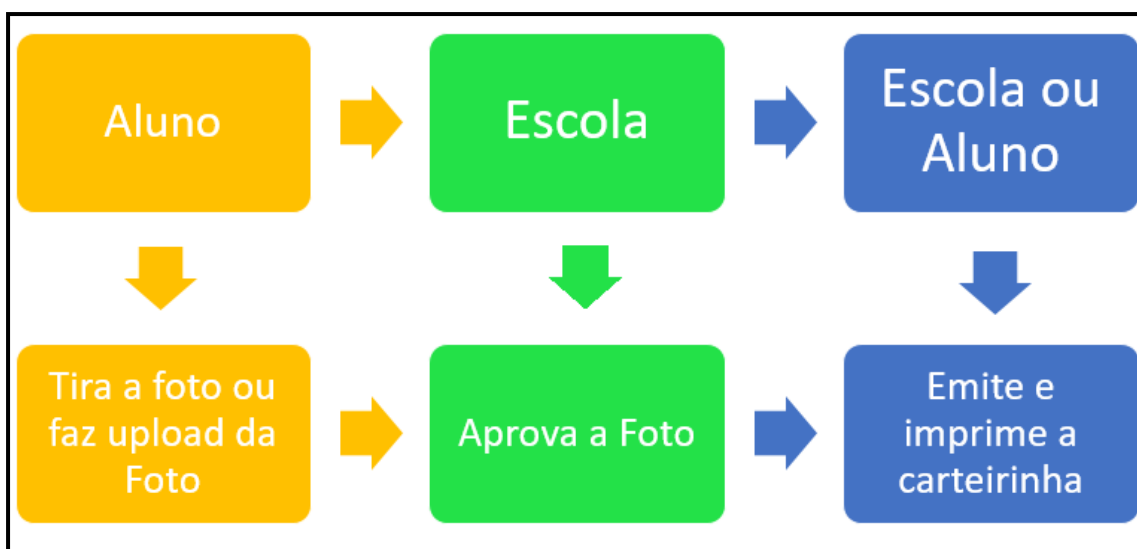 Aluno
Escola
Escola ou
Aluno
Tira a foto ou
faz upload da
Foto
Aprova a Foto
Emite e
imprime a
carteirinha